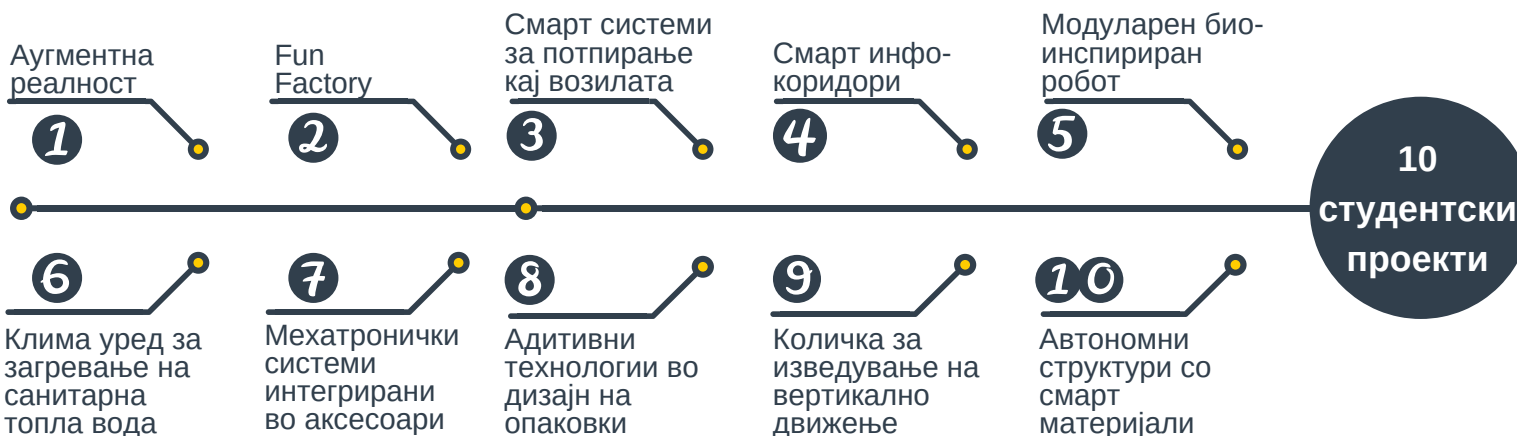 Аугментна
реалност
1
Fun
Factory
2
Смарт системи
за потпирање
кај возилата
3
Смарт инфо-
коридори
4
Модуларен био-
инспириран
робот
5
10
студентски
проекти
6
Клима уред за
загревање на
санитарна
топла вода
7
Мехатронички
системи
интегрирани
во аксесоари
8
Адитивни
технологии во
дизајн на
опаковки
9
Количка за
изведување на
вертикално
движење
10
Автономни
структури со
смарт
материјали